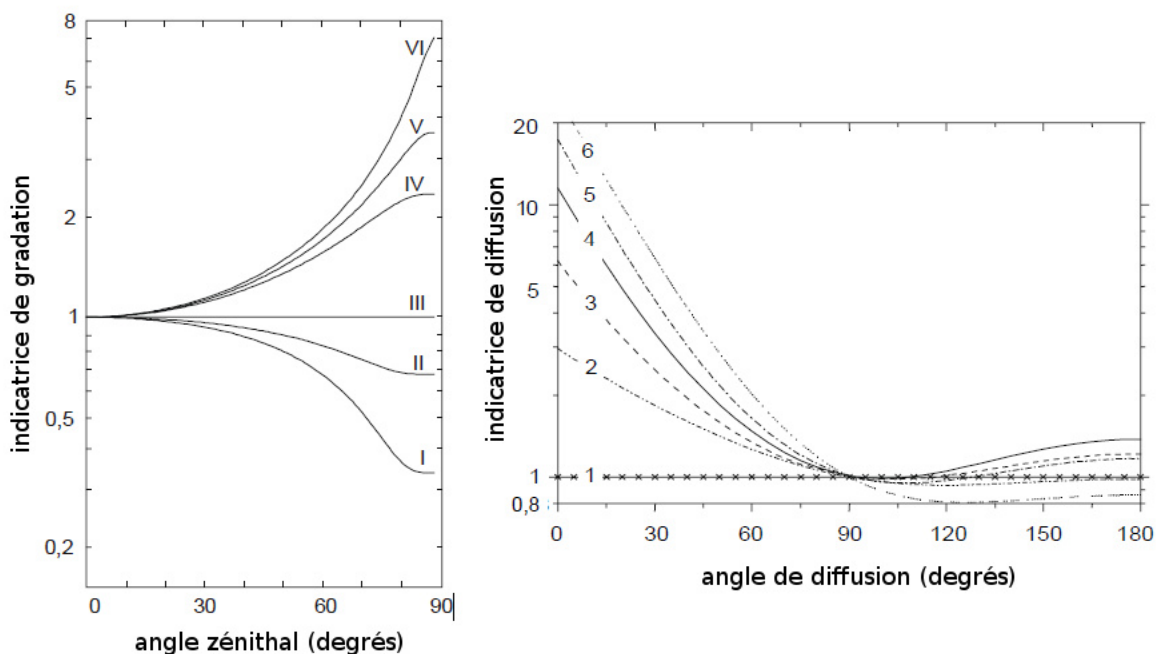 indicatrice de gradation
8
5
2
1
0,5
0,2
VI
V
IV
III
II
I
0 30 60 90
angle zénithal (degrés)
indicatrice de diffusion
20
10
5
1
0,8
6
5
4
3
2
1
0 30 60 90 120 150 180
angle de diffusion (degrés)